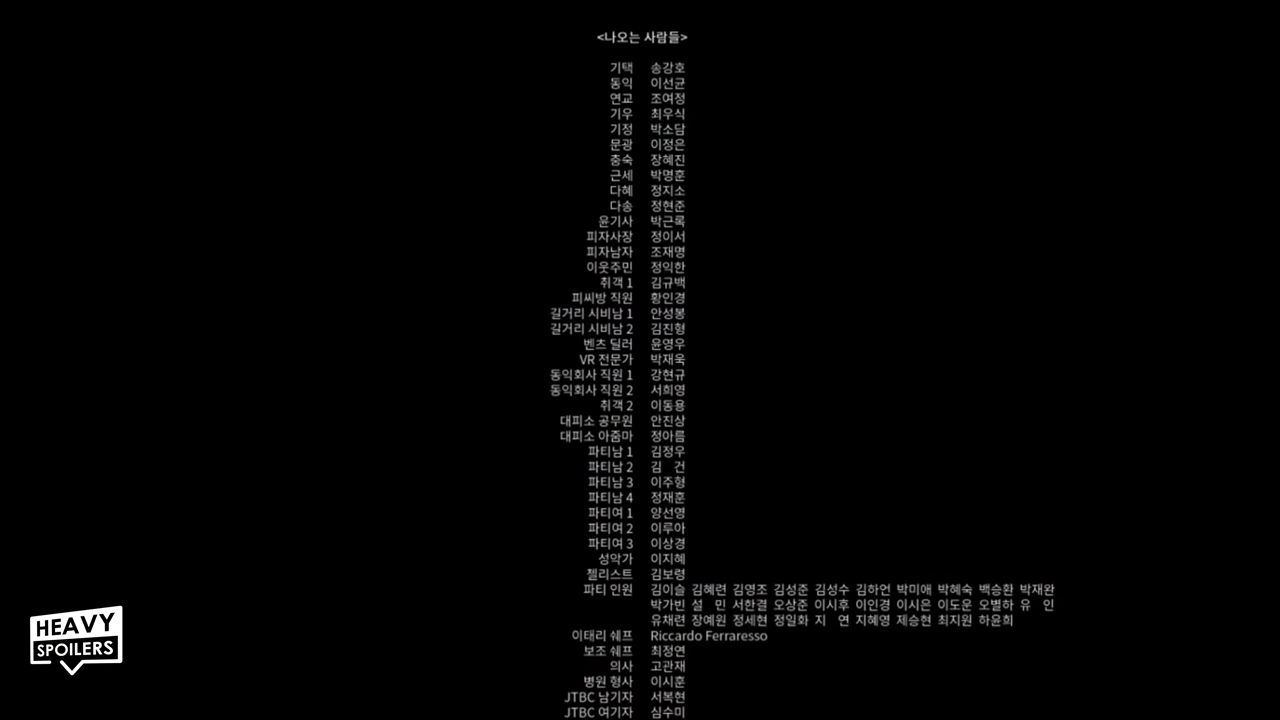 <나오는 사람들>
기택 송강호
동익 이선균
연교 조여정
기우 최우식
기정 박소담
문광 이정은
충숙 장혜진
근세 박명훈
다혜 정지소
다송 정현준
윤기사 박근록
피자사장 정이서
피자남자 조재명
이웃주민 정익한
취객 1 김규백
피씨방 직원 황인경
길거리 시비남 1 안성봉
길거리 시비남 2 김진형
벤츠 딜러 윤영우
VR 전문가 박재욱
동익회사 직원 1 강현규
동익회사 직원 2 서희영
취객 2 이동용
대피소 공무원 안진상
대피소 아줌마 정아름
파티남 1 김정우
파티남 2 김 건
파티남 3 이주형
파티남 4 정재훈
파티여 1 양선영
파티여 2 이루아
파티여 3 이상경
성악가 이지혜
첼리스트 김보령
파티 인원 김이슬 김혜련 김영조 김성준 김성수 김하언 박미애 박혜숙 백승환 박재완
박가빈 설 민 서한결 오상준 이시후 이인경 이시은 이도운 오별하 유 인
유채련 장예원 정세현 정일화 지 연 지혜영 제승현 최지원 하윤희
이태리 쉐프 Riccardo Ferraresso
보조 쉐프 최정연
의사 고관재
병원 형사 이시훈
JTBC 남기자 서복현
JTBC 여기자 심수미
HEAVY
SPOILERS